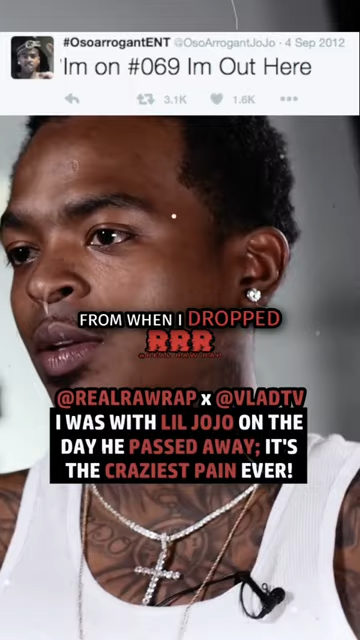 #OsoarrogantENT @OsoArrogantJoJo · 4 Sep 2012
'Im on #069 Im Out Here
3.1K 1.6K
FROM WHEN I DROPPED
RRR
@REALRAWRAP x @VLADTV
I WAS WITH LIL JOJO ON THE
DAY HE PASSED AWAY; IT'S
THE CRAZIEST PAIN EVER!